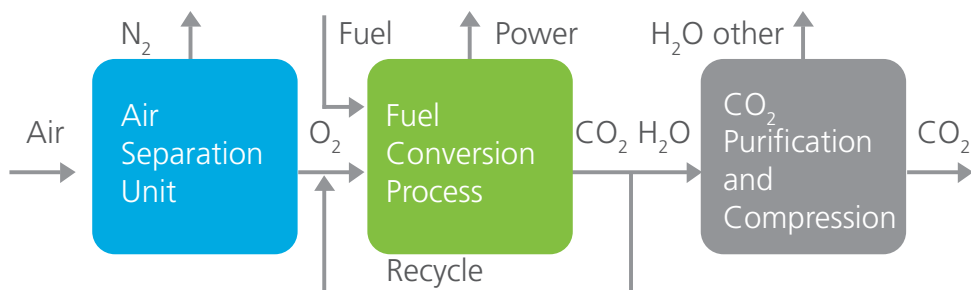 N₂
Fuel
Power
H₂O other
Air
Air
Separation
Unit
O₂
Fuel
Conversion
Process
CO₂ H₂O
CO₂
Purification
and
Compression
CO₂
Recycle